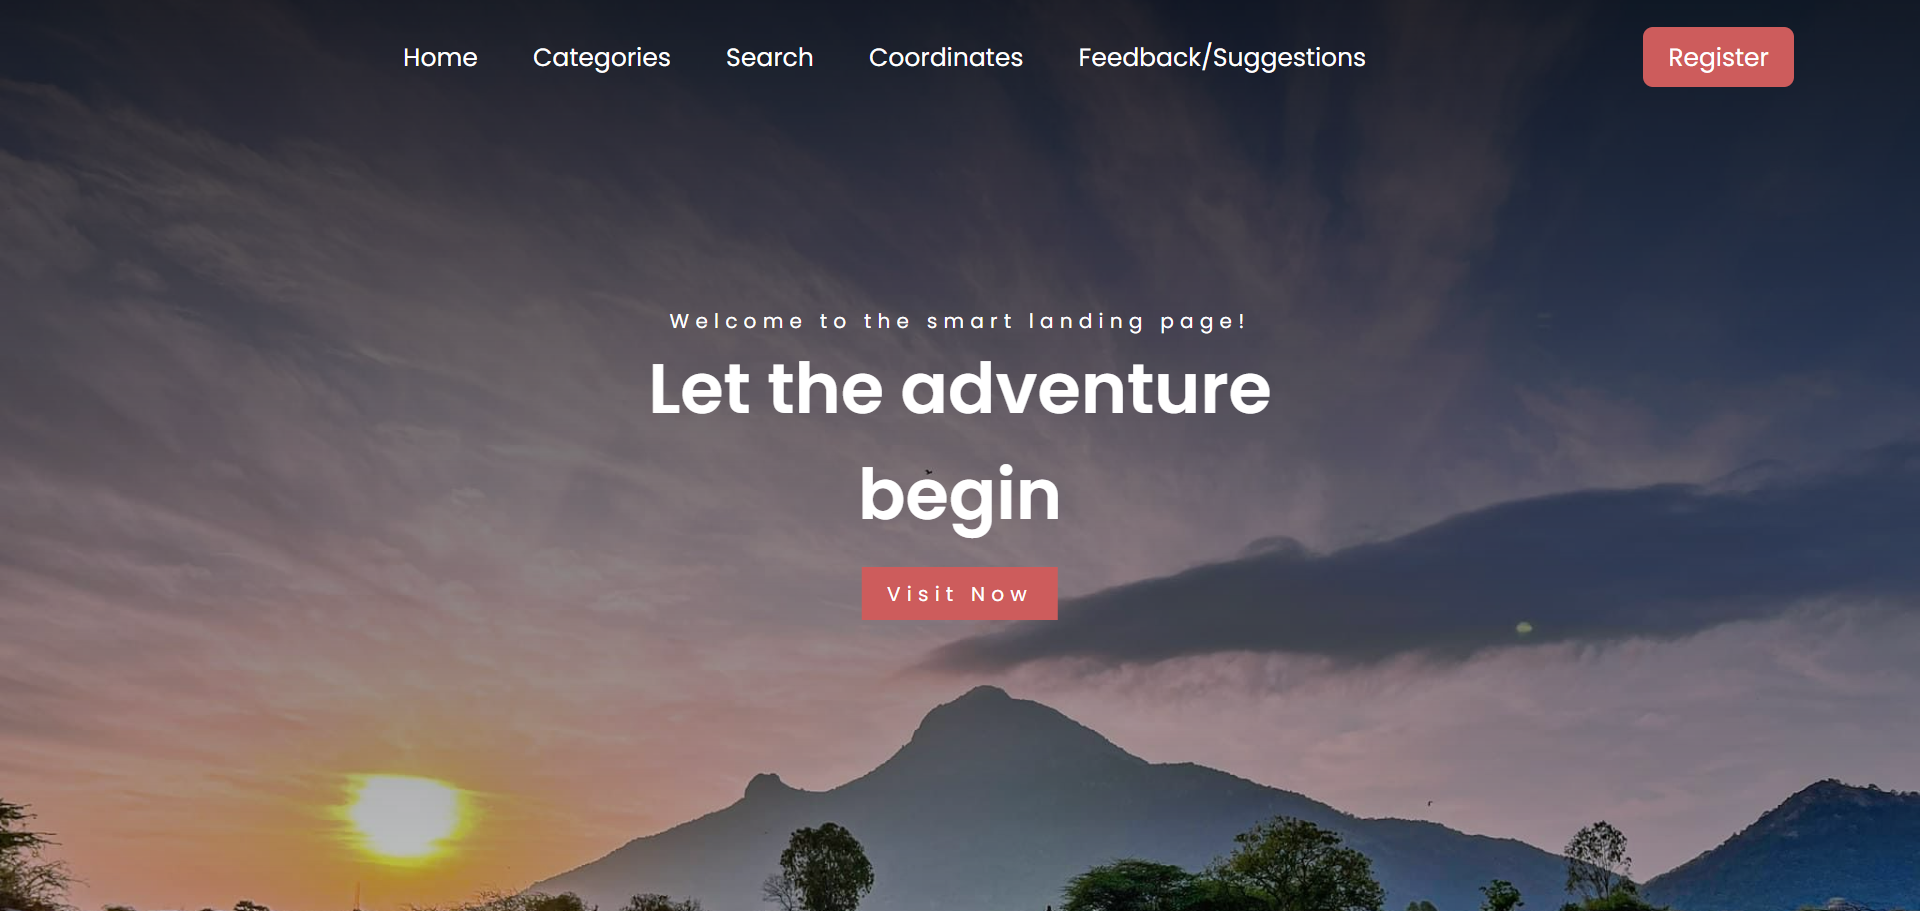 Home Categories Search Coordinates Feedback/Suggestions Register
Welcome to the smart landing page!
Let the adventure
begin
Visit Now